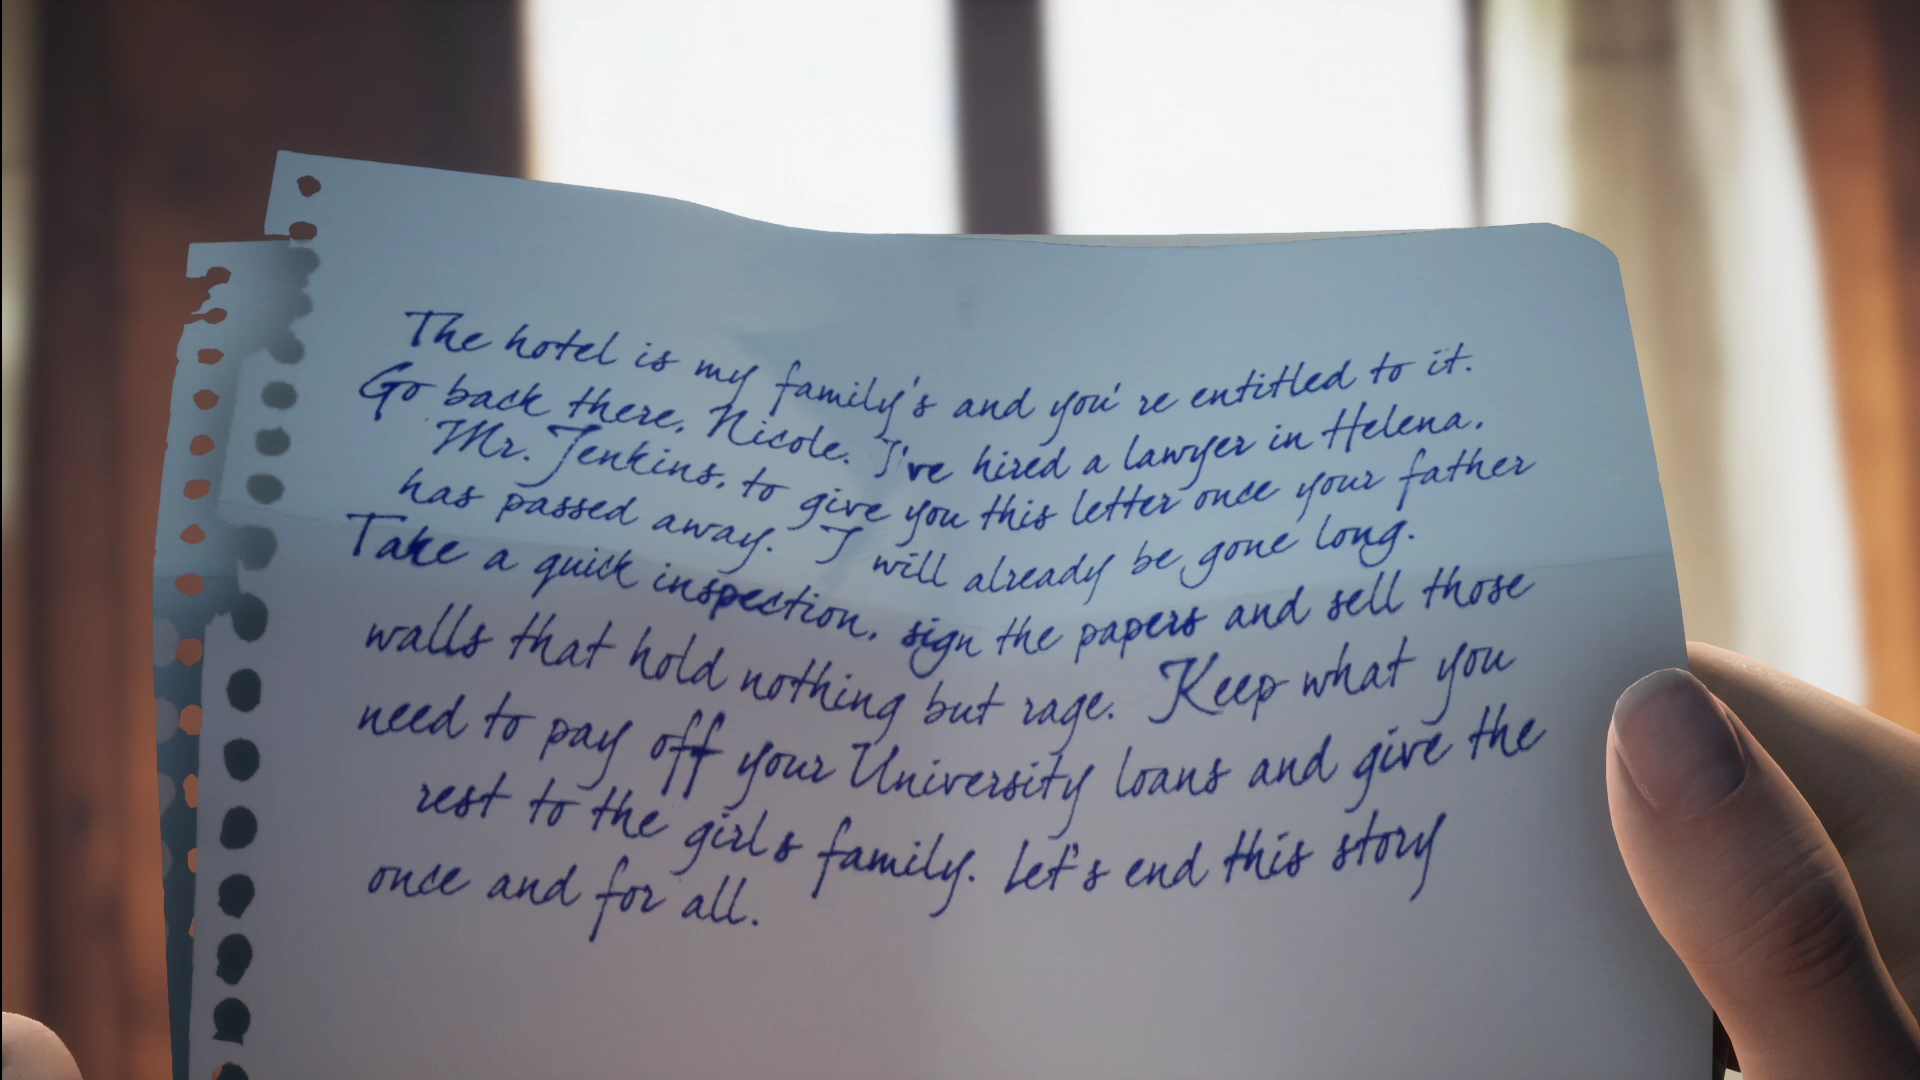 The hotel is my family's and you're entitled to it.
Go back there, Nicole. I've hired a lawyer in Helena,
Mr. Jenkins, to give you this letter once your father
has passed away. I will already be gone long.
Take a quick inspection, sign the papers and sell those
walls that hold nothing but rage. Keep what you
need to pay off your University loans and give the
rest to the girls family. Let's end this story
once and for all.